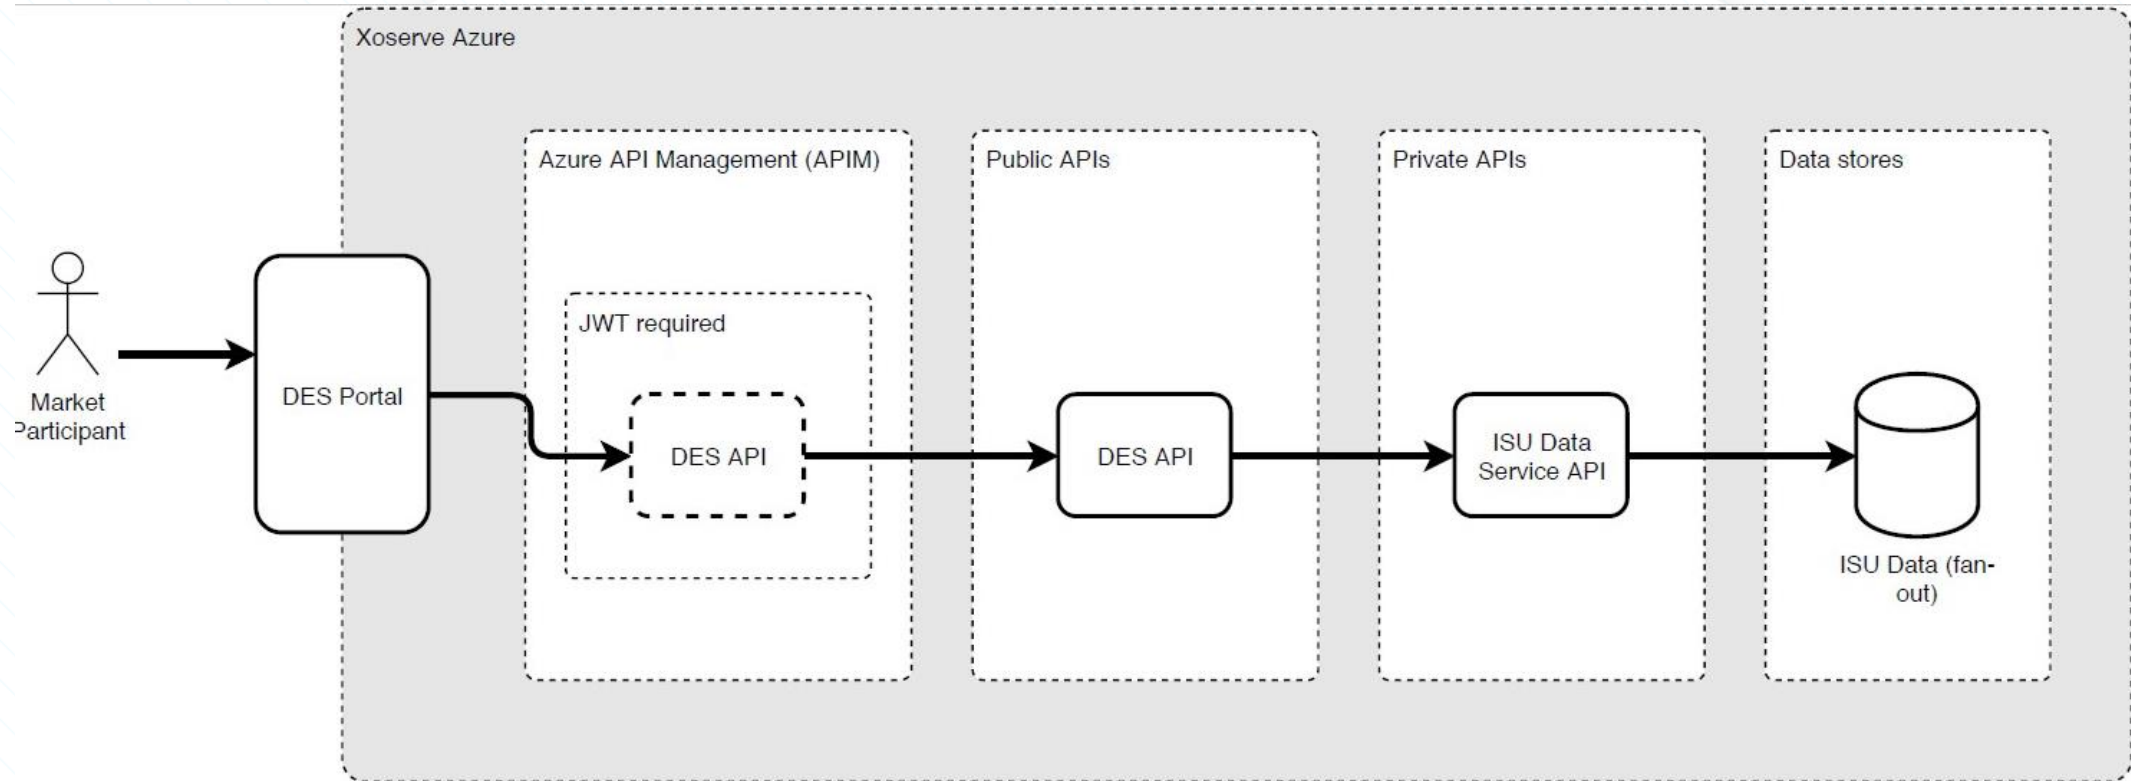 Xoserve Azure
Azure API Management (APIM)
Public APIs
Private APIs
Data stores
JWT required
Market
Participant
DES Portal
DES API
DES API
ISU Data
Service API
ISU Data (fan-
out)